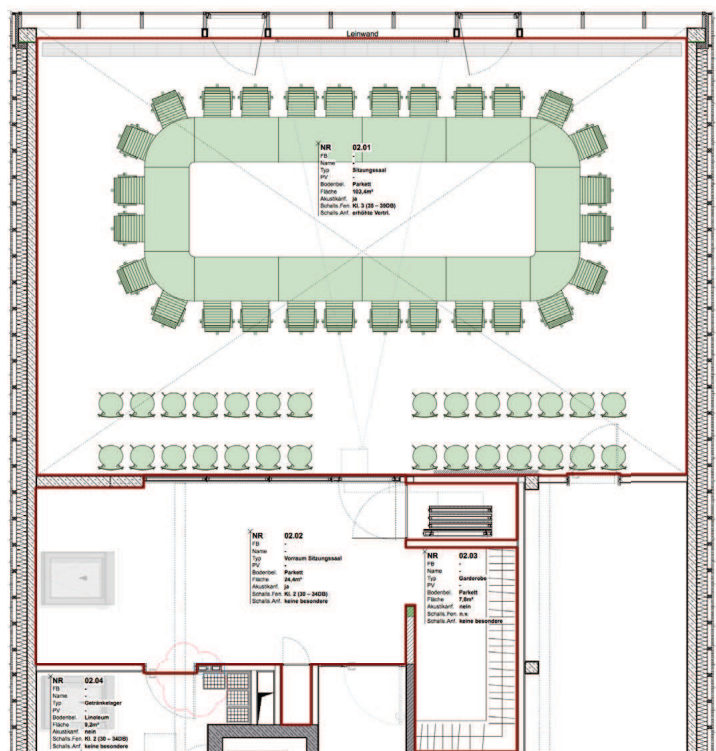 Leinwand
NR 02.01
FB -
Name -
Typ Sitzungssaal
PV -
Bodenbel. Parkett
Fläche 102,4m²
Akustikanf. ja
Schalls.Fen. Kl. 3 (35 – 39DB)
Schalls.Anf. erhöhte Vertrl.
NR 02.02
FB -
Name -
Typ Vorraum Sitzungssaal
PV -
Bodenbel. Parkett
Fläche 24,4m²
Akustikanf. ja
Schalls.Fen. Kl. 2 (30 – 34DB)
Schalls.Anf. keine besondere
NR 02.03
FB -
Name -
Typ Garderobe
PV -
Bodenbel. Parkett
Fläche 7,8m²
Akustikanf. nein
Schalls.Fen. n.v.
Schalls.Anf. keine besondere
NR 02.04
FB -
Name -
Typ Getränkelager
PV -
Bodenbel. Linoleum
Fläche 9,2m²
Akustikanf. nein
Schalls.Fen. Kl. 2 (30 – 34DB)
Schalls.Anf. keine besondere